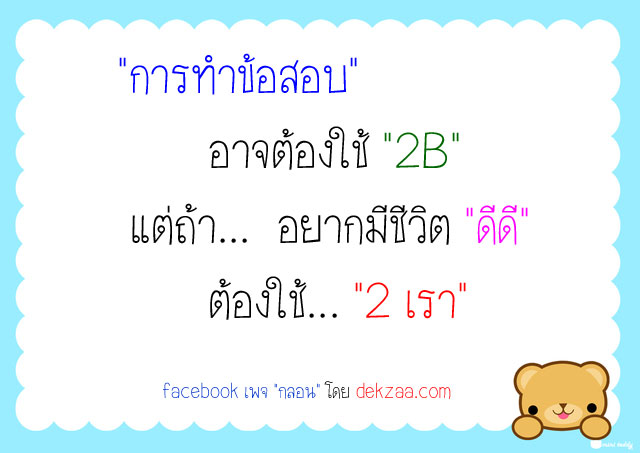 "การทำข้อสอบ"
อาจต้องใช้ "2B"
แต่ถ้า... อยากมีชีวิต "ดีดี"
ต้องใช้... "2 เรา"
facebook เพจ "กลอน" โดย dekzaa.com